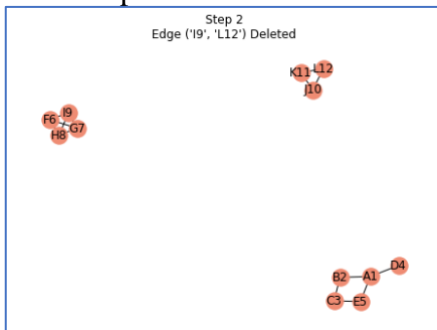 Step 2
Edge ('I9', 'L12') Deleted
K11 L12
J10
I9
F6
G7
H8
D4
B2 A1
C3 E5